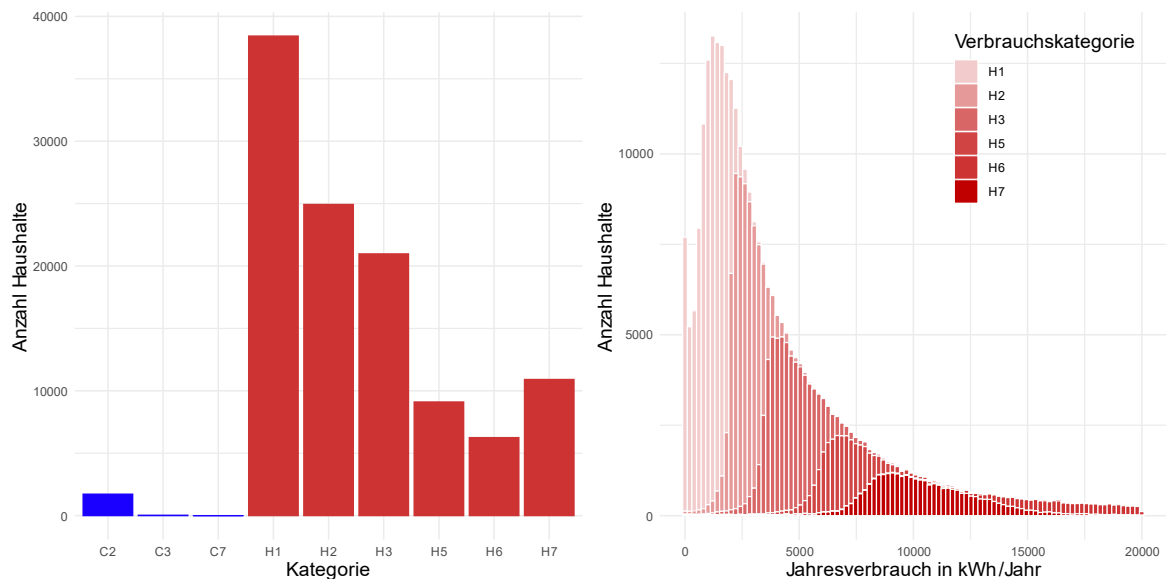 Anzahl Haushalte
40000
30000
20000
10000
0
C2 C3 C7 H1 H2 H3 H5 H6 H7
Kategorie
Anzahl Haushalte
10000
5000
0
0 5000 10000 15000 20000
Jahresverbrauch in kWh/Jahr
Verbrauchskategorie
H1
H2
H3
H5
H6
H7